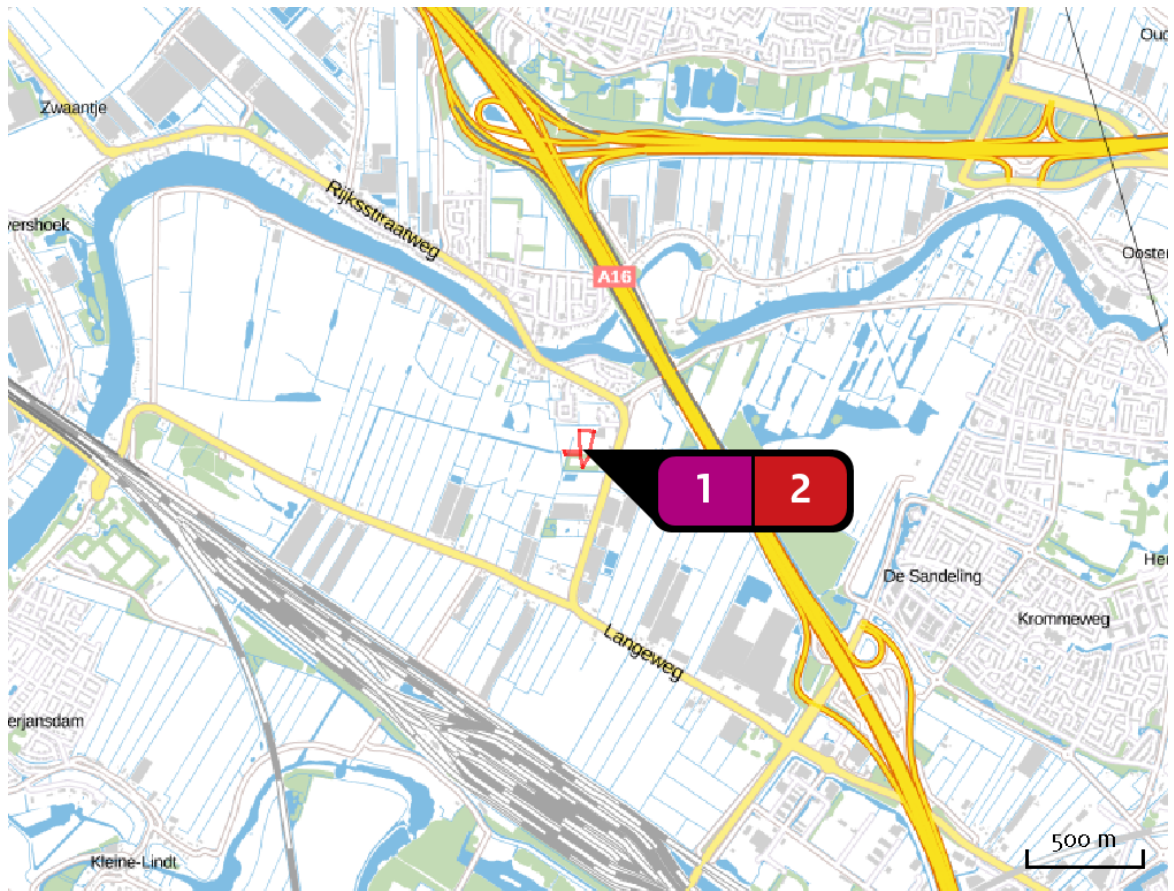 Oud
Zwaantje
Rijksstraatweg
vershoek
Ooster
A16
1 2
Her
De Sandeling
Krommeweg
Langeweg
erjansdam
500 m
Kleine-Lindt